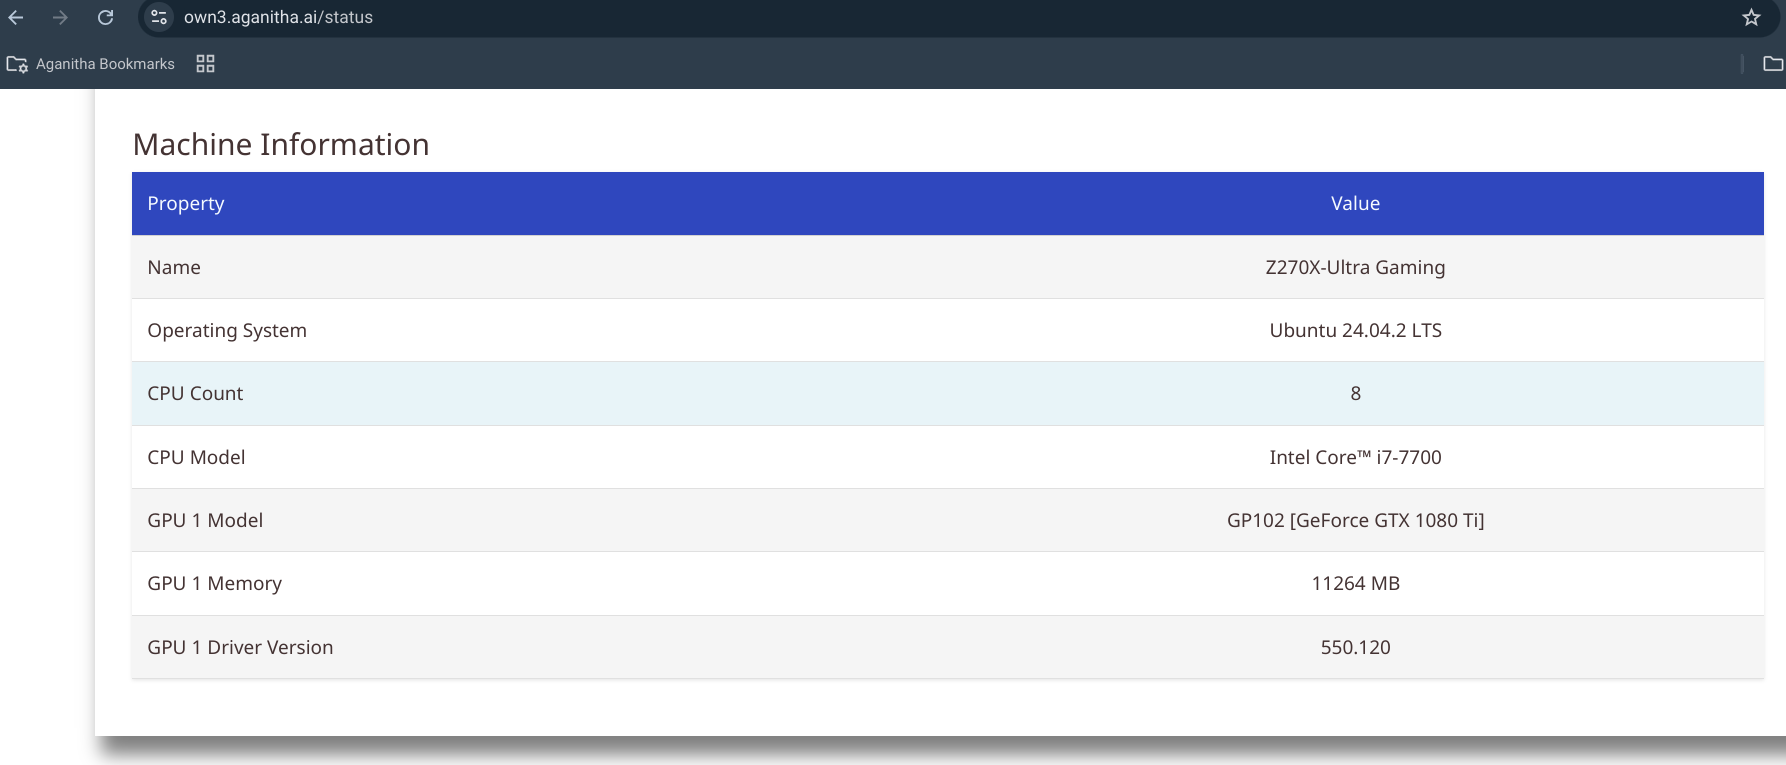 own3.aganitha.ai/status
Aganitha Bookmarks
Machine Information
Property Value
Name Z270X-Ultra Gaming
Operating System Ubuntu 24.04.2 LTS
CPU Count 8
CPU Model Intel Core™ i7-7700
GPU 1 Model GP102 [GeForce GTX 1080 Ti]
GPU 1 Memory 11264 MB
GPU 1 Driver Version 550.120